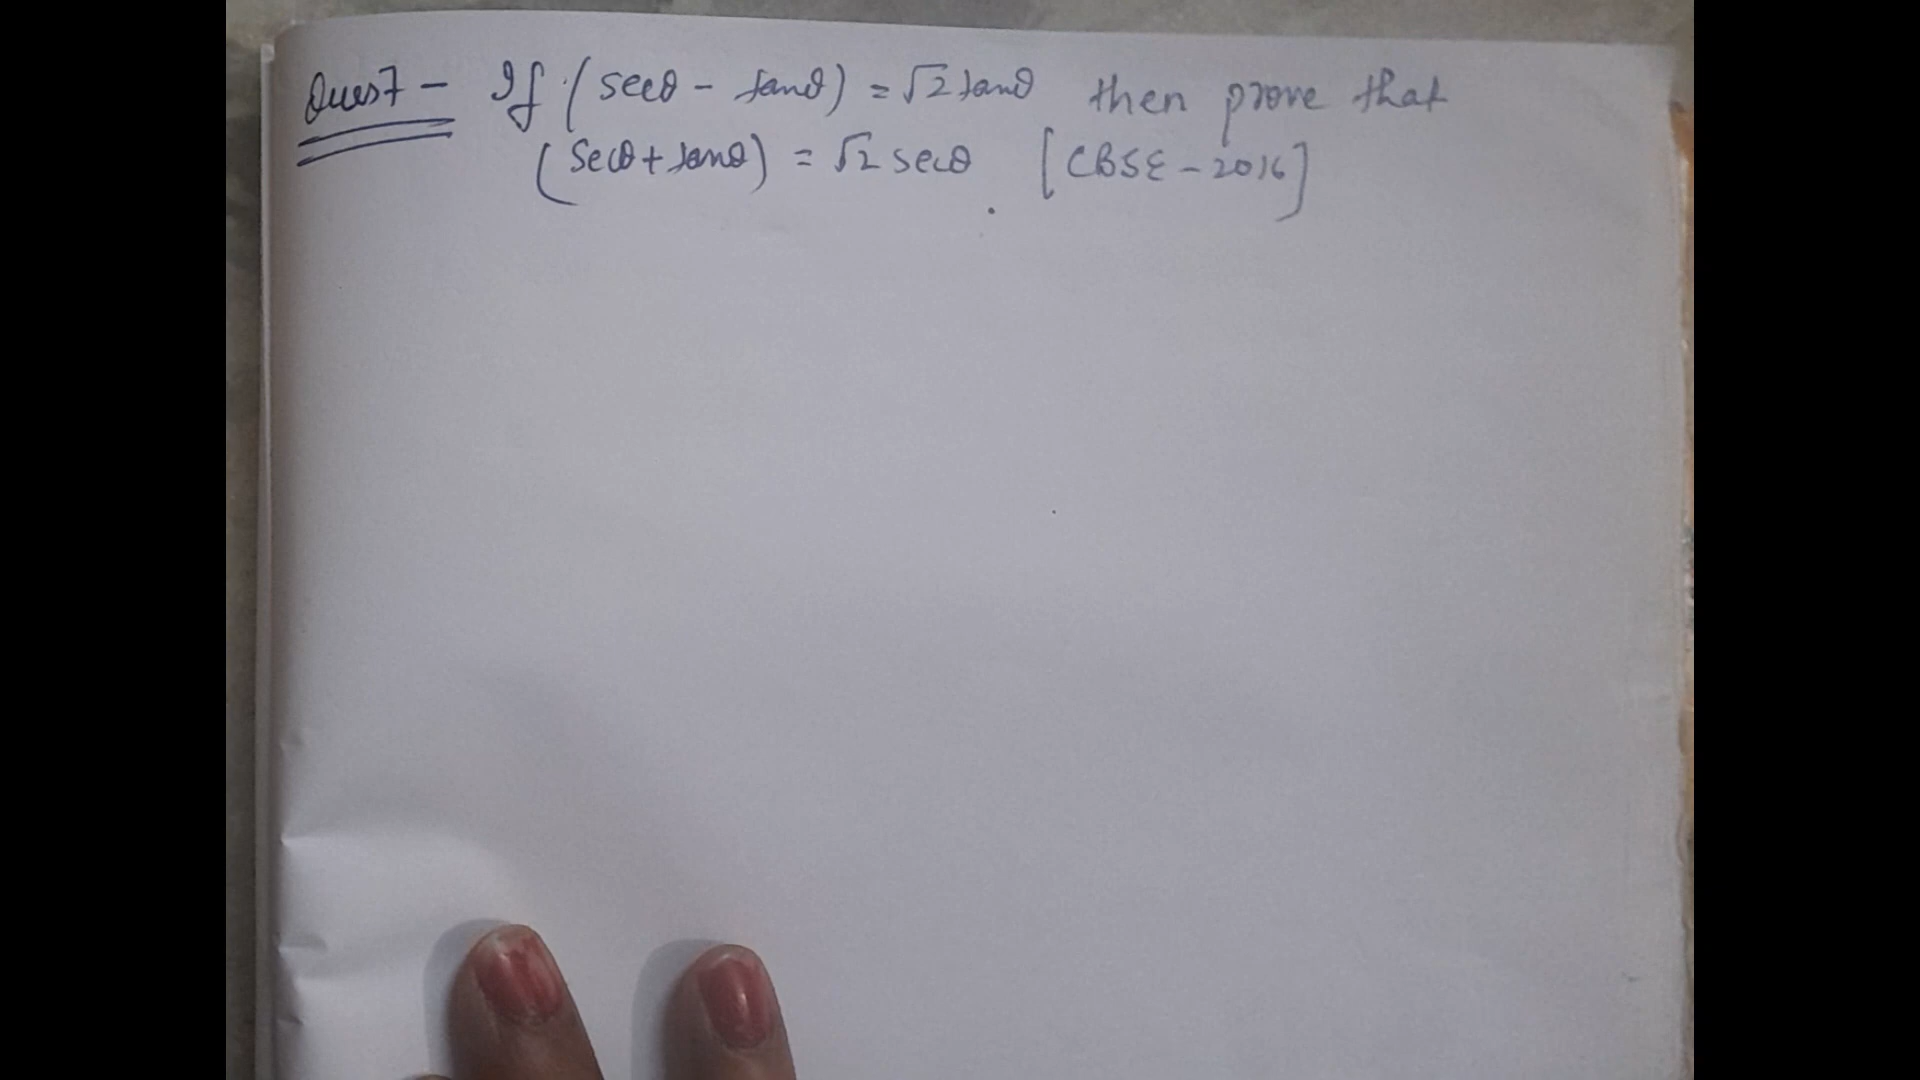 Ques7 - If (secθ - tanθ) = √2 tanθ then prove that
(secθ + tanθ) = √2 secθ [CBSE - 2016]